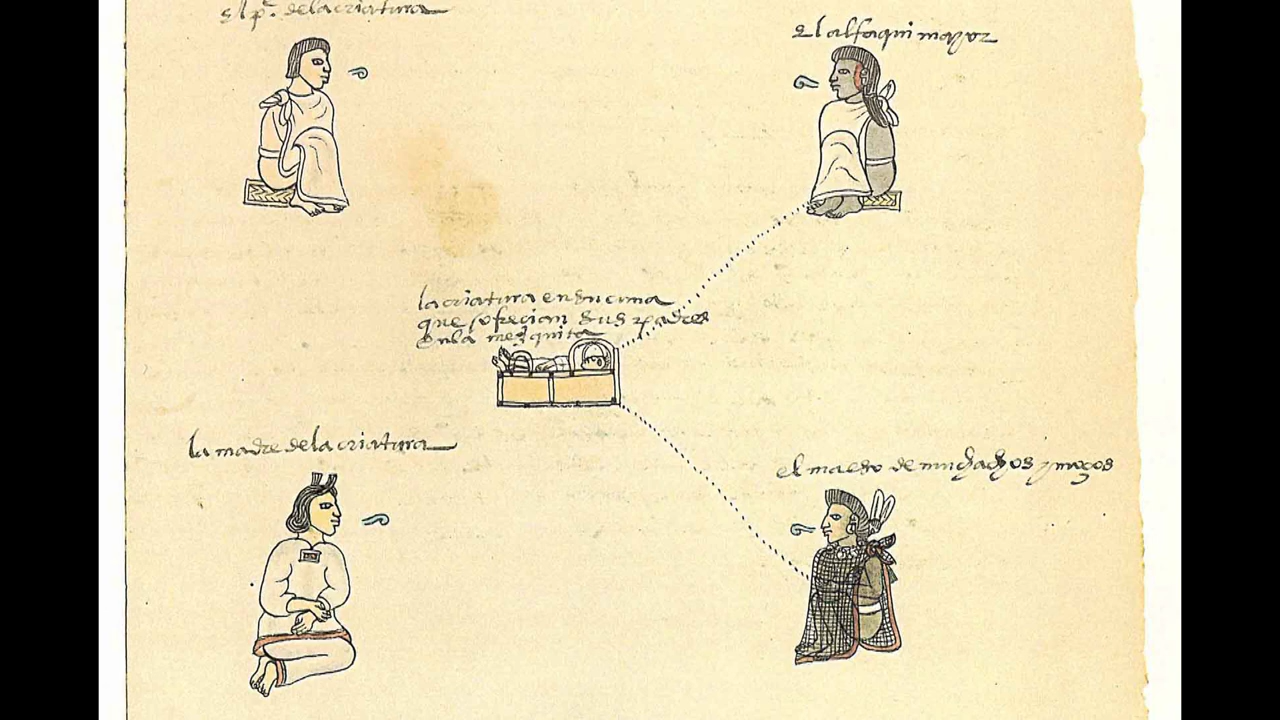 El p.e de la criatura
El alfaqui mayor
la criatura en su cuna
que ofrecian sus padres
en la mezquita
la madre de la criatura
el maestro de muchachos y moços